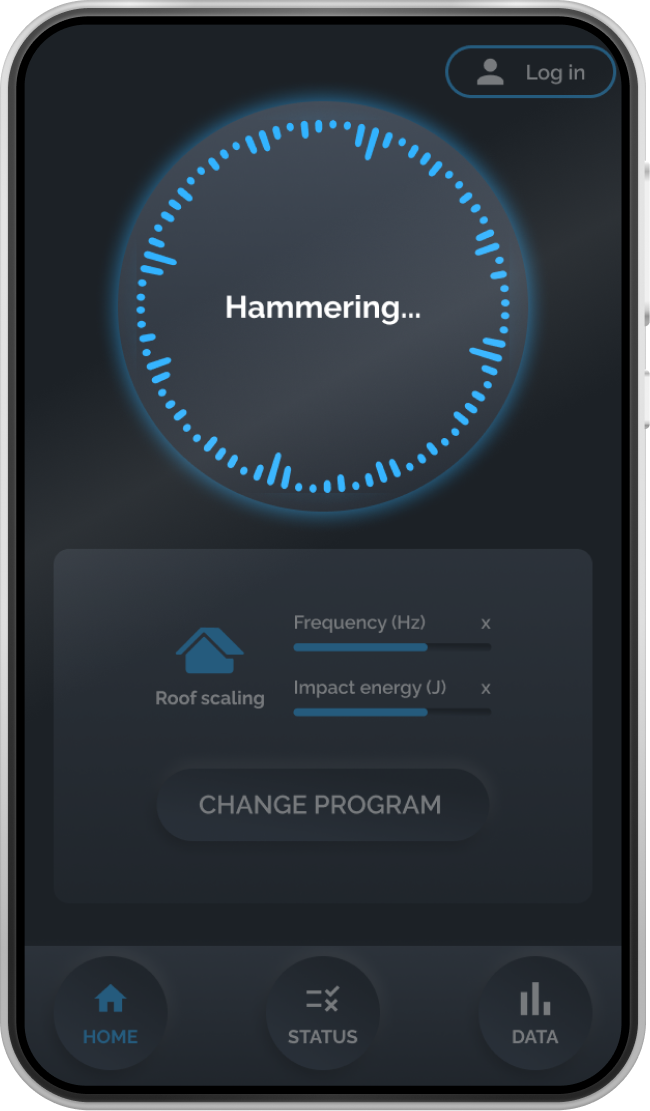 Log in
Hammering...
Frequency (Hz) x
Roof scaling
Impact energy (J) x
CHANGE PROGRAM
HOME
STATUS
DATA